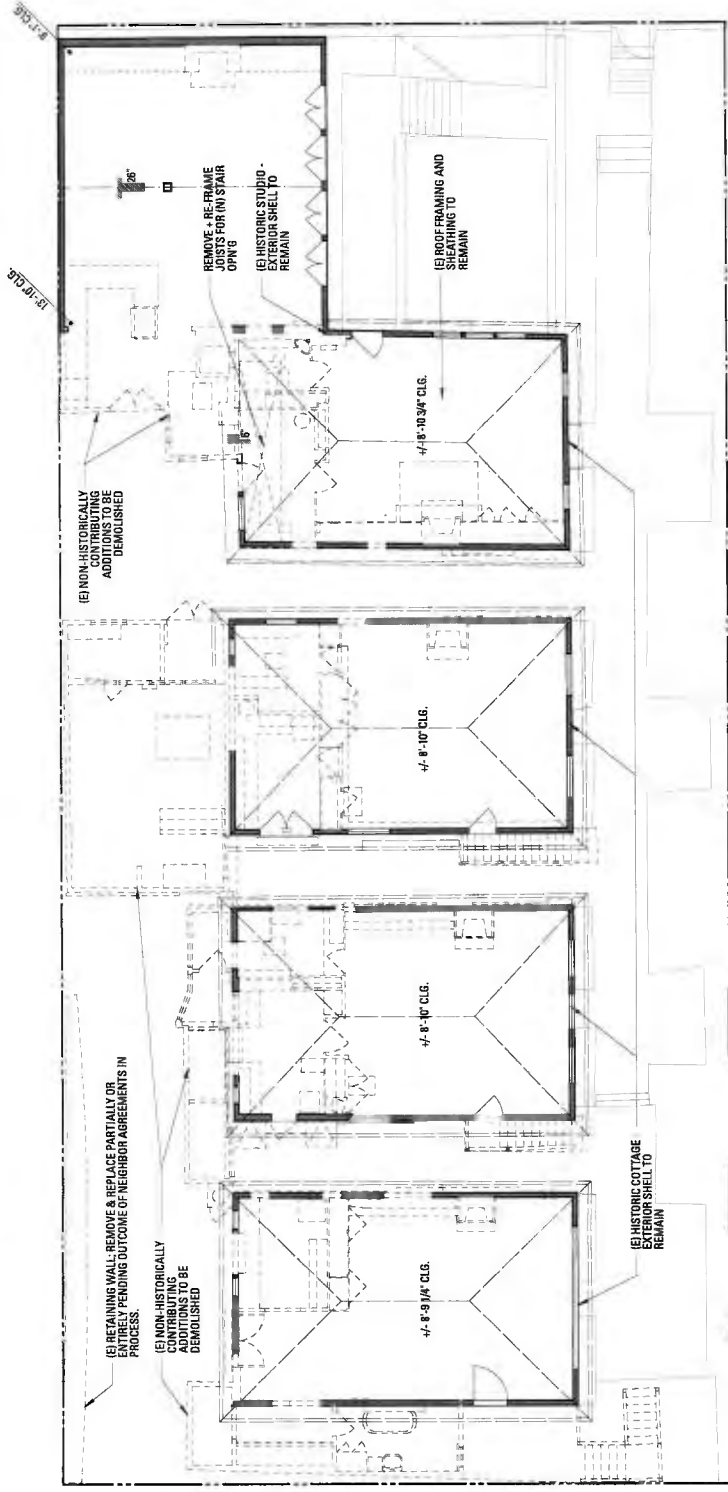 (E) RETAINING WALL: REMOVE & REPLACE PARTIALLY OR
ENTIRELY PENDING OUTCOME OF NEIGHBOR AGREEMENTS IN
PROCESS.
(E) NON-HISTORICALLY
CONTRIBUTING
ADDITIONS TO BE
DEMOLISHED
(E) NON-HISTORICALLY
CONTRIBUTING
ADDITIONS TO BE
DEMOLISHED
13'-10" CLG.
9'-1" CLG.
26"
6"
REMOVE + RE-FRAME
JOISTS FOR (N) STAIR
OPN'G
(E) HISTORIC STUDIO -
EXTERIOR SHELL TO
REMAIN
(E) ROOF FRAMING AND
SHEATHING TO
REMAIN
+/- 8'-9 1/4" CLG.
+/- 8'-10" CLG.
+/- 8'-10" CLG.
+/- 8'-10 3/4" CLG.
(E) HISTORIC COTTAGE
EXTERIOR SHELL TO
REMAIN